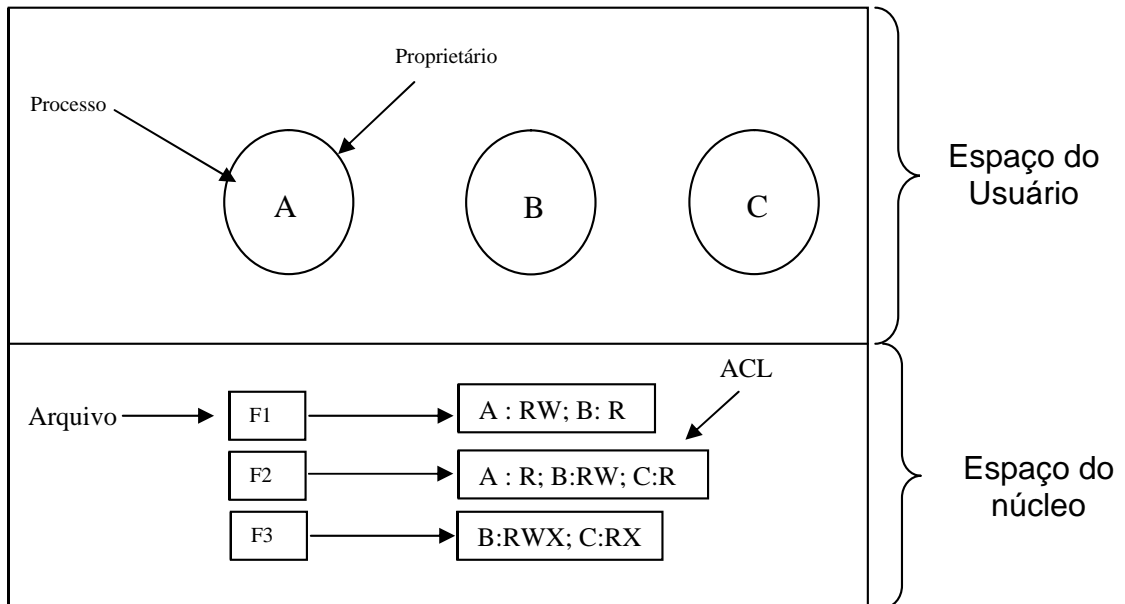 Proprietário
Processo
A
B
C
Espaço do
Usuário
ACL
Arquivo
F1
A : RW; B: R
F2
A : R; B:RW; C:R
F3
B:RWX; C:RX
Espaço do
núcleo